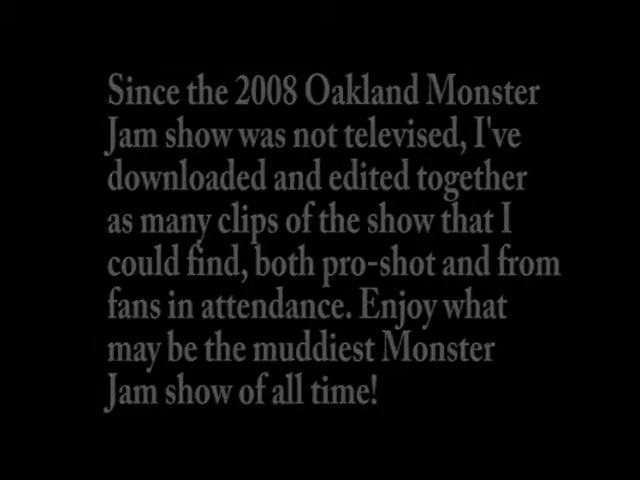 Since the 2008 Oakland Monster
Jam show was not televised, I've
downloaded and edited together
as many clips of the show that I
could find, both pro-shot and from
fans in attendance. Enjoy what
may be the muddiest Monster
Jam show of all time!